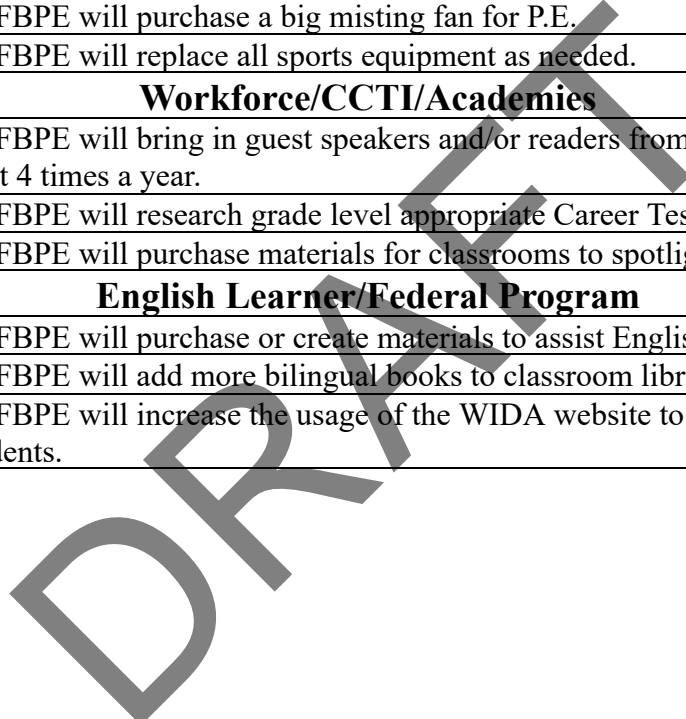 FBPE will purchase a big misting fan for P.E.
FBPE will replace all sports equipment as needed.
Workforce/CCTI/Academies
FBPE will bring in guest speakers and/or readers from
t 4 times a year.
FBPE will research grade level appropriate Career Tes
FBPE will purchase materials for classrooms to spotlig
English Learner/Federal Program
FBPE will purchase or create materials to assist Englis
FBPE will add more bilingual books to classroom libr
FBPE will increase the usage of the WIDA website to
lents.
DRAFT